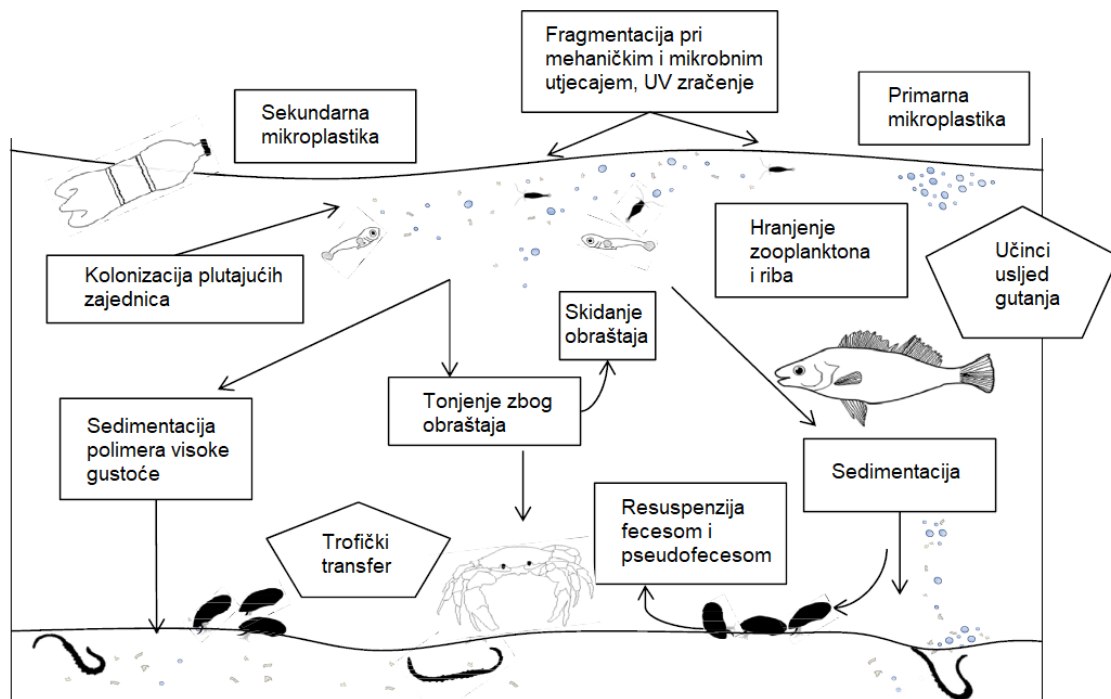 Fragmentacija pri
mehaničkim i mikrobnim
utjecajem, UV zračenje
Sekundarna
mikroplastika
Primarna
mikroplastika
Kolonizacija plutajućih
zajednica
Hranjenje
zooplanktona
i riba
Učinci
usljed
gutanja
Skidanje
obraštaja
Tonjenje zbog
obraštaja
Sedimentacija
polimera visoke
gustoće
Sedimentacija
Resuspenzija
fecesom i
pseudofecesom
Trofički
transfer